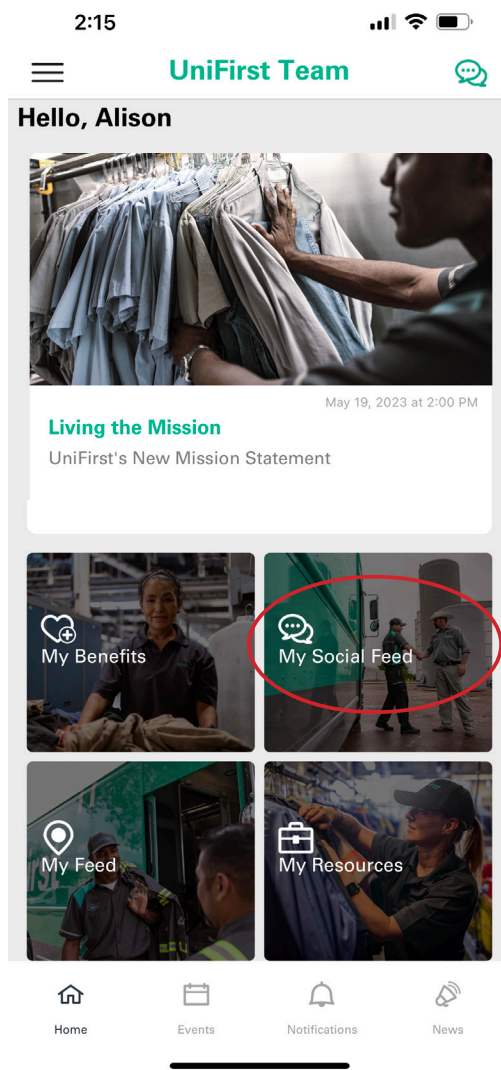 2:15
UniFirst Team
Hello, Alison
May 19, 2023 at 2:00 PM
Living the Mission
UniFirst's New Mission Statement
My Benefits
My Social Feed
My Feed
My Resources
Home
Events
Notifications
News